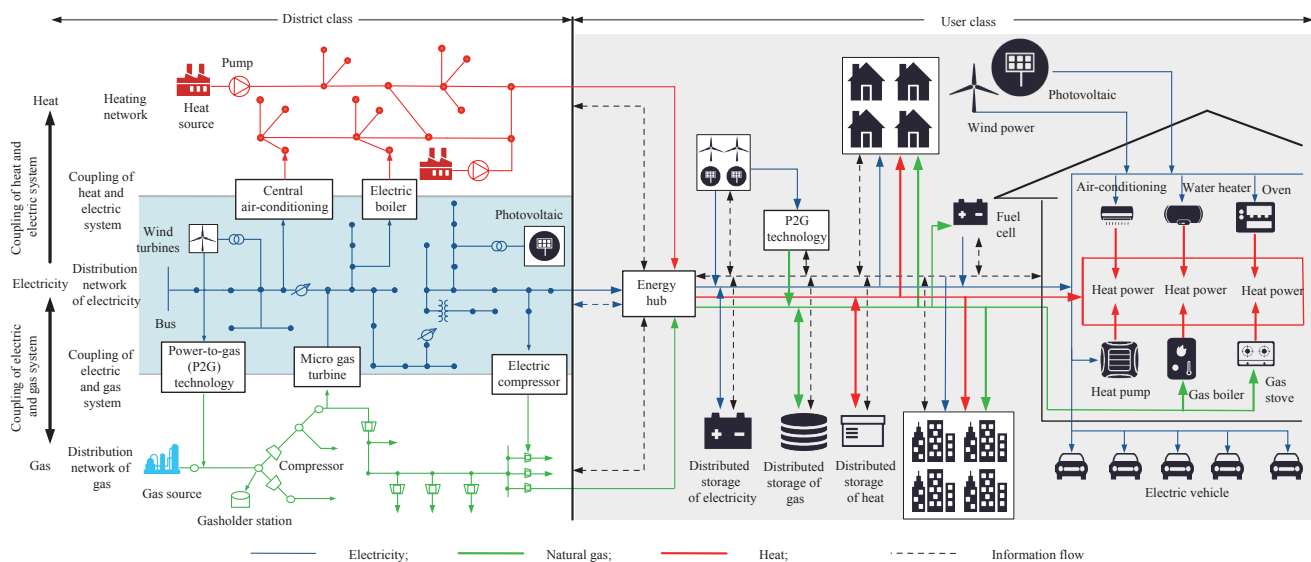 District class
User class
Pump
Heat
Heating
network
Heat
source
Photovoltaic
Wind power
Coupling of heat and
electric system
Coupling of
heat and
electric
system
Central
air-conditioning
Electric
boiler
Photovoltaic
Wind
turbines
P2G
technology
Fuel
cell
Air-conditioning
Water heater
Oven
Electricity
Distribution
network
of electricity
Bus
Energy
hub
Heat power
Heat power
Heat power
Coupling of electric
and gas system
Coupling of
electric
and gas
system
Power-to-gas
(P2G)
technology
Micro gas
turbine
Electric
compressor
Heat pump
Gas boiler
Gas
stove
Gas
Distribution
network of
gas
Gas source
Compressor
Gasholder station
Distributed
storage of
electricity
Distributed
storage of
gas
Distributed
storage
of heat
Electric vehicle
Electricity;
Natural gas;
Heat;
Information flow